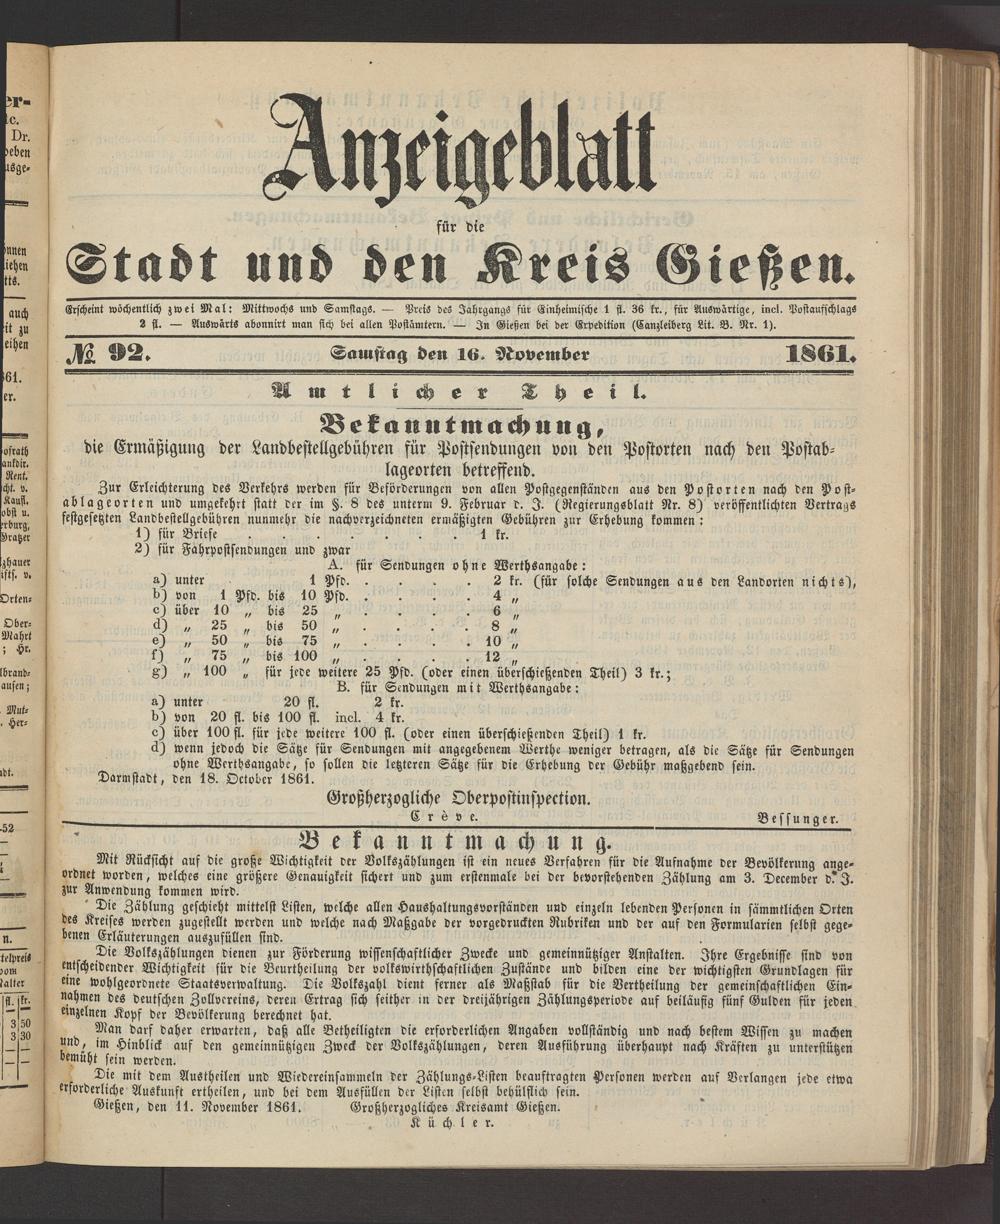 Anzeigeblatt
für die
Stadt und den Kreis Gießen.
Erscheint wöchentlich zwei Mal: Mittwochs und Samstags. — Preis des Jahrgangs für Einheimische 1 fl. 36 kr., für Auswärtige, incl. Postaufschlags
2 fl. — Auswärts abonnirt man sich bei allen Postämtern. — In Gießen bei der Expedition (Canzleiberg Lit. B. Nr. 1).
№ 92. Samstag den 16. November 1861.
Amtlicher Theil.
Bekanntmachung,
die Ermäßigung der Landbestellgebühren für Postsendungen von den Postorten nach den Postab-
lageorten betreffend.
Zur Erleichterung des Verkehrs werden für Beförderungen von allen Postgegenständen aus den Postorten nach den Post-
ablageorten und umgekehrt statt der im §. 8 des unterm 9. Februar d. J. (Regierungsblatt Nr. 8) veröffentlichten Vertrags
festgesetzten Landbestellgebühren nunmehr die nachverzeichneten ermäßigten Gebühren zur Erhebung kommen:
1) für Briefe . . . . . . . 1 kr.
2) für Fahrpostsendungen und zwar
A. für Sendungen ohne Werthsangabe:
a) unter 1 Pfd. . . . . 2 kr. (für solche Sendungen aus den Landorten nichts),
b) von 1 Pfd. bis 10 Pfd. . . . . 4 „
c) über 10 „ bis 25 „ . . . . 6 „
d) „ 25 „ bis 50 „ . . . . 8 „
e) „ 50 „ bis 75 „ . . . . 10 „
f) „ 75 „ bis 100 „ . . . . 12 „
g) „ 100 „ für jede weitere 25 Pfd. (oder einen überschießenden Theil) 3 kr.;
B. für Sendungen mit Werthsangabe:
a) unter 20 fl. 2 kr.
b) von 20 fl. bis 100 fl. incl. 4 kr.
c) über 100 fl. für jede weitere 100 fl. (oder einen überschießenden Theil) 1 kr.
d) wenn jedoch die Sätze für Sendungen mit angegebenem Werthe weniger betragen, als die Sätze für Sendungen
ohne Werthsangabe, so sollen die letzteren Sätze für die Erhebung der Gebühr maßgebend sein.
Darmstadt, den 18. October 1861.
Großherzogliche Oberpostinspection.
Crève. Bessunger.
Bekanntmachung.
Mit Rücksicht auf die große Wichtigkeit der Volkszählungen ist ein neues Verfahren für die Aufnahme der Bevölkerung ange-
ordnet worden, welches eine größere Genauigkeit sichert und zum erstenmale bei der bevorstehenden Zählung am 3. December d. J.
zur Anwendung kommen wird.
Die Zählung geschieht mittelst Listen, welche allen Haushaltungsvorständen und einzeln lebenden Personen in sämmtlichen Orten
des Kreises werden zugestellt werden und welche nach Maßgabe der vorgedruckten Rubriken und der auf den Formularien selbst gege-
benen Erläuterungen auszufüllen sind.
Die Volkszählungen dienen zur Förderung wissenschaftlicher Zwecke und gemeinnütziger Anstalten. Ihre Ergebnisse sind von
entscheidender Wichtigkeit für die Beurtheilung der volkswirthschaftlichen Zustände und bilden eine der wichtigsten Grundlagen für
eine wohlgeordnete Staatsverwaltung. Die Volkszahl dient ferner als Maßstab für die Vertheilung der gemeinschaftlichen Ein-
nahmen des deutschen Zollvereins, deren Ertrag sich seither in der dreijährigen Zählungsperiode auf beiläufig fünf Gulden für jeden
einzelnen Kopf der Bevölkerung berechnet hat.
Man darf daher erwarten, daß alle Betheiligten die erforderlichen Angaben vollständig und nach bestem Wissen zu machen
und, im Hinblick auf den gemeinnützigen Zweck der Volkszählungen, deren Ausführung überhaupt nach Kräften zu unterstützen
bemüht sein werden.
Die mit dem Austheilen und Wiedereinsammeln der Zählungs-Listen beauftragten Personen werden auf Verlangen jede etwa
erforderliche Auskunft ertheilen, und bei dem Ausfüllen der Listen selbst behülflich sein.
Gießen, den 11. November 1861. Großherzogliches Kreisamt Gießen.
Küchler.